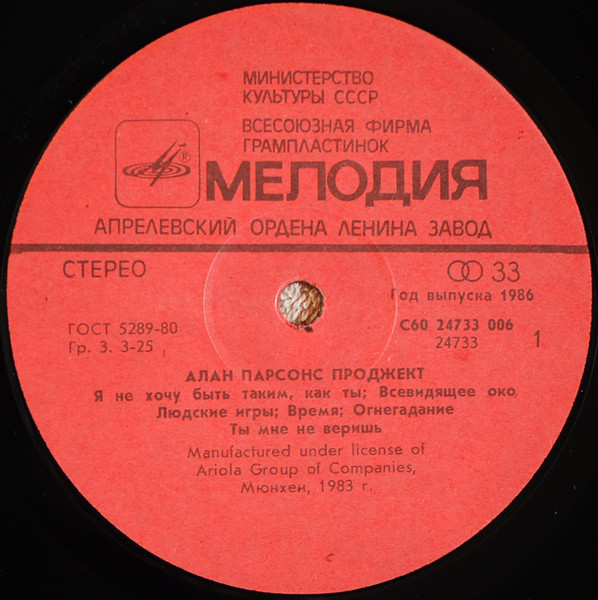 МИНИСТЕРСТВО
КУЛЬТУРЫ СССР
ВСЕСОЮЗНАЯ ФИРМА
ГРАМПЛАСТИНОК
®
МЕЛОДИЯ
АПРЕЛЕВСКИЙ ОРДЕНА ЛЕНИНА ЗАВОД
СТЕРЕО
33
Год выпуска 1986
ГОСТ 5289-80
С60 24733 006
Гр. 3. 3-25
24733
1
АЛАН ПАРСОНС ПРОДЖЕКТ
Я не хочу быть таким, как ты; Всевидящее око,
Людские игры; Время; Огнегадание
Ты мне не веришь
Manufactured under license of
Ariola Group of Companies,
Мюнхен, 1983 г.